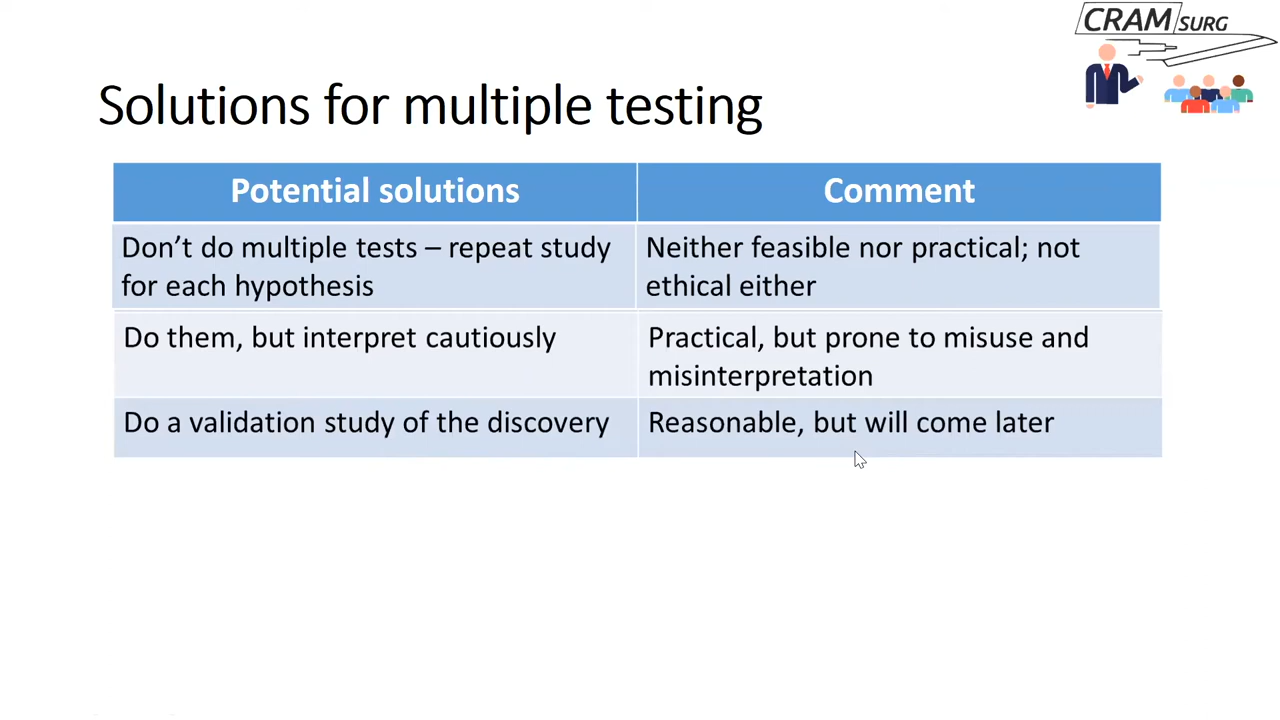 CRAM SURG
Solutions for multiple testing
Potential solutions
Comment
Don't do multiple tests – repeat study
for each hypothesis
Neither feasible nor practical; not
ethical either
Do them, but interpret cautiously
Practical, but prone to misuse and
misinterpretation
Do a validation study of the discovery
Reasonable, but will come later